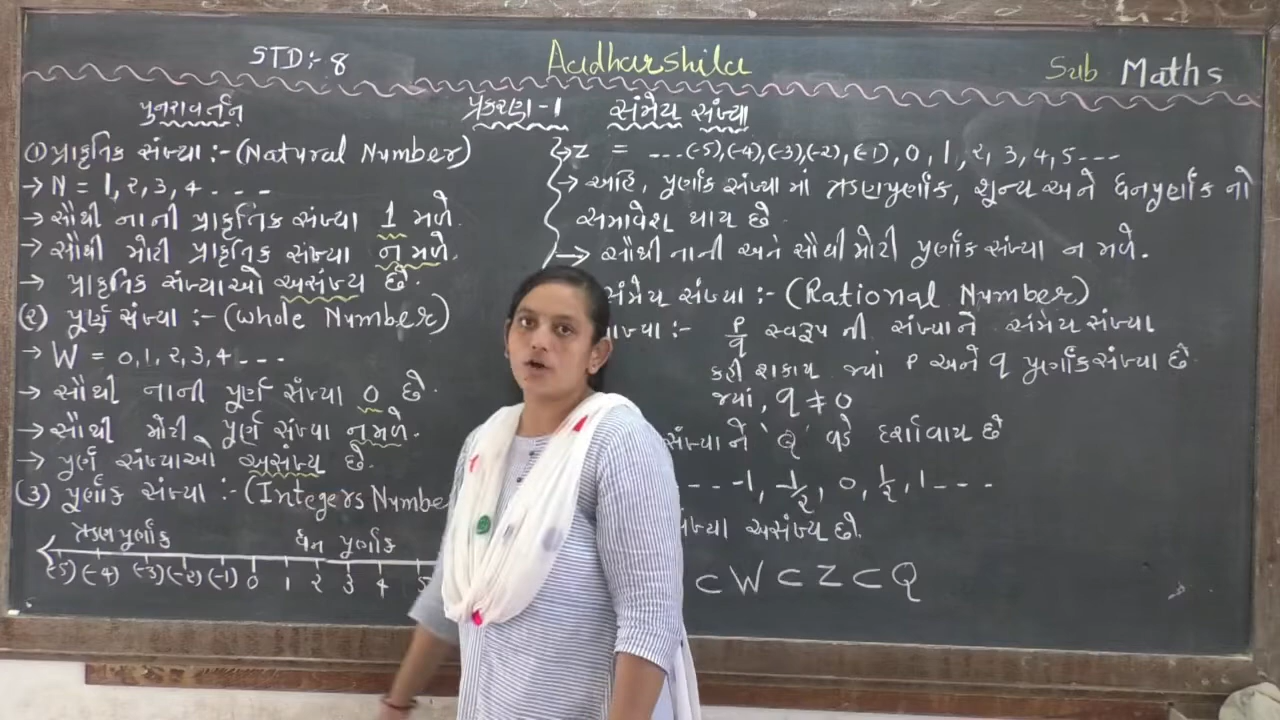 STD:- 8
Aadharshila
Sub Maths
પુનરાવર્તન
પ્રકરણ-1 સંમેય સંખ્યા
(૧) પ્રાકૃતિક સંખ્યા :- (Natural Number)
→ N = 1, 2, 3, 4 - - - -
→ સૌથી નાની પ્રાકૃતિક સંખ્યા 1 મળે.
→ સૌથી મોટી પ્રાકૃતિક સંખ્યા ન મળે.
→ પ્રાકૃતિક સંખ્યાઓ અસંખ્ય છે.
(૨) પૂર્ણ સંખ્યા :- (Whole Number)
→ W = 0, 1, 2, 3, 4 - - -
→ સૌથી નાની પૂર્ણ સંખ્યા 0 છે.
→ સૌથી મોટી પૂર્ણ સંખ્યા ન મળે.
→ પૂર્ણ સંખ્યાઓ અસંખ્ય છે.
(3) પૂર્ણાંક સંખ્યા :- (Integers Numbe
ઋણ પૂર્ણાંક ધન પૂર્ણાંક
(-5) (-4) (-3) (-2) (-1) 0 1 2 3 4 5
→ Z = ...(-5), (-4), (-3), (-2), (-1), 0, 1, 2, 3, 4, 5 - - -
→ અહિ, પૂર્ણાંક સંખ્યા માં ઋણપૂર્ણાંક, શૂન્ય અને ધનપૂર્ણાંક નો
સમાવેશ થાય છે.
→ સૌથી નાની અને સૌથી મોટી પૂર્ણાંક સંખ્યા ન મળે.
સંમેય સંખ્યા :- (Rational Number)
ાખ્યા :- p/q સ્વરૂપ ની સંખ્યાને સંમેય સંખ્યા
કહી શકાય જ્યાં p અને q પૂર્ણાંક સંખ્યા છે
જ્યાં, q ≠ 0
સંખ્યા ને 'Q' વડે દર્શાવાય છે
- - - -1, -1/2, 0, 1/2, 1 - - -
સંખ્યા અસંખ્ય છે.
⊂ W ⊂ Z ⊂ Q